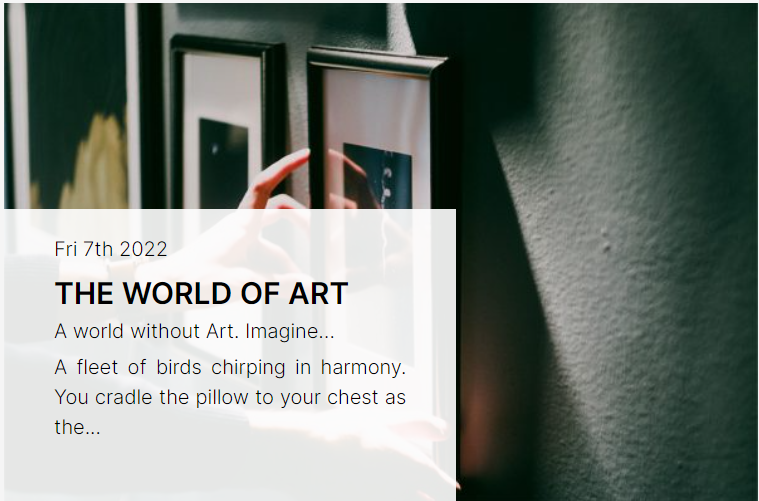 Fri 7th 2022
THE WORLD OF ART
A world without Art. Imagine...
A fleet of birds chirping in harmony.
You cradle the pillow to your chest as
the...